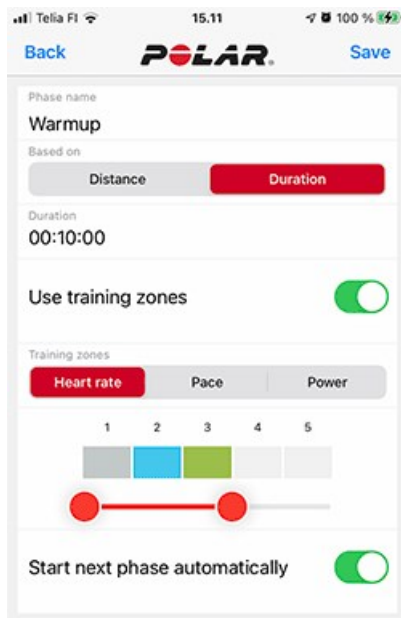 Telia FI 15.11 100 %
Back POLAR. Save
Phase name
Warmup
Based on
Distance Duration
Duration
00:10:00
Use training zones
Training zones
Heart rate Pace Power
1 2 3 4 5
Start next phase automatically